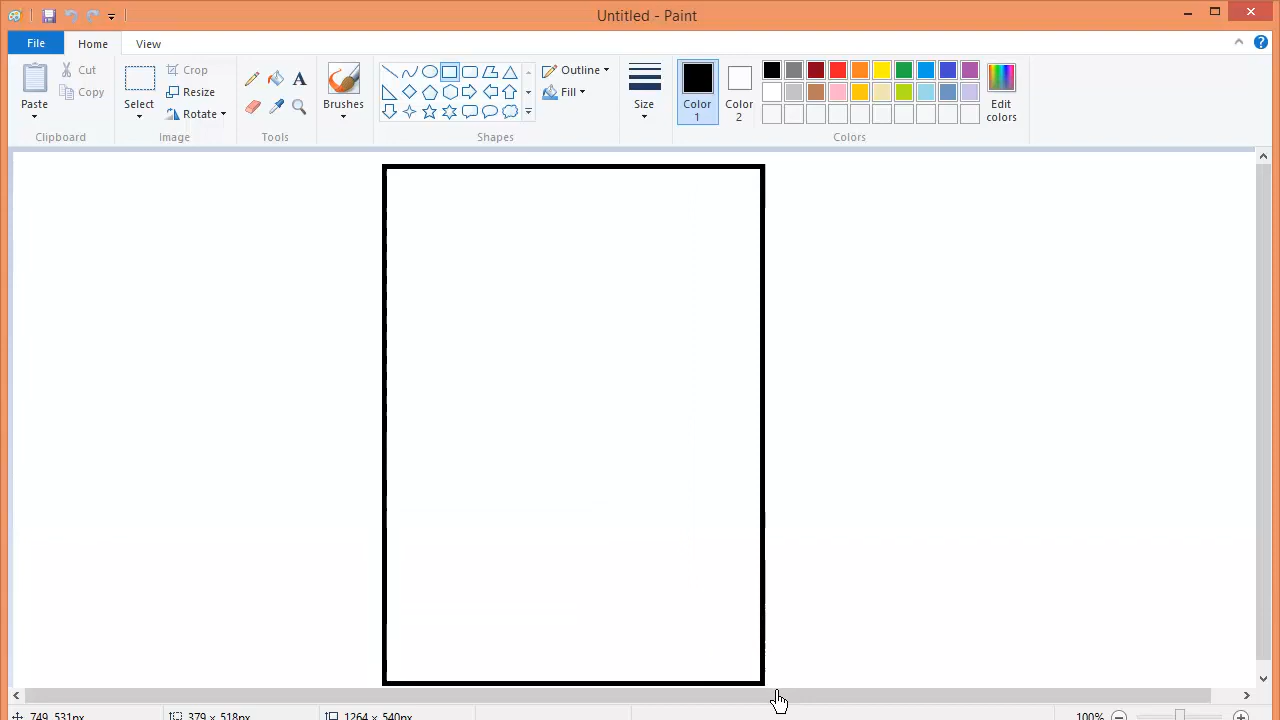 Untitled - Paint
File Home View
Paste Cut Copy
Select Crop Resize Rotate
Brushes
Outline Fill
Size
Color 1 Color 2
Edit colors
Clipboard Image Tools Shapes Colors
749, 531px 379 × 518px 1264 × 540px 100%